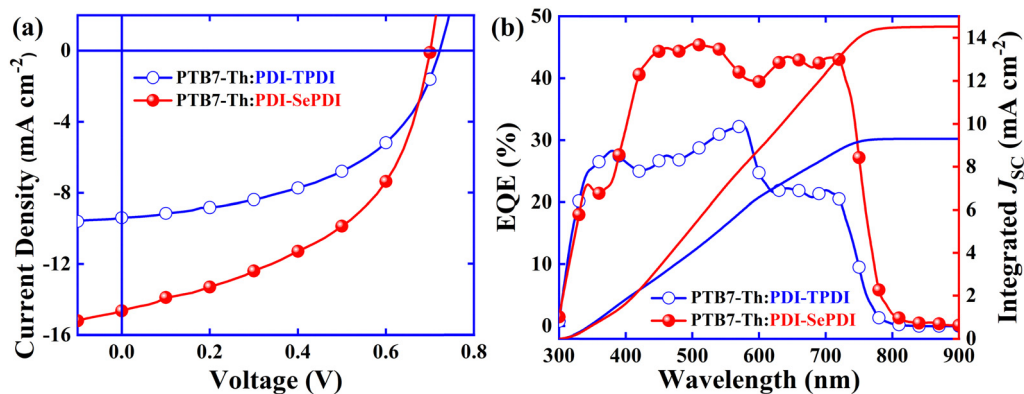 (a)
0
-4
-8
-12
-16
Current Density (mA cm⁻²)
0.0 0.2 0.4 0.6 0.8
Voltage (V)
PTB7-Th:PDI-TPDI
PTB7-Th:PDI-SePDI
(b)
50
40
30
20
10
0
EQE (%)
300 400 500 600 700 800 900
Wavelength (nm)
PTB7-Th:PDI-TPDI
PTB7-Th:PDI-SePDI
14
12
10
8
6
4
2
0
Integrated JSC (mA cm⁻²)